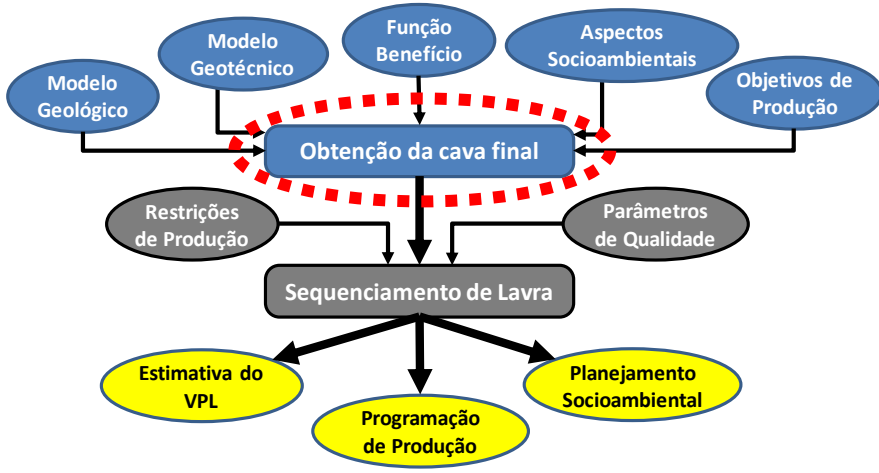 Modelo
Geológico
Modelo
Geotécnico
Função
Benefício
Aspectos
Socioambientais
Objetivos de
Produção
Obtenção da cava final
Restrições
de Produção
Parâmetros
de Qualidade
Sequenciamento de Lavra
Estimativa do
VPL
Programação
de Produção
Planejamento
Socioambiental